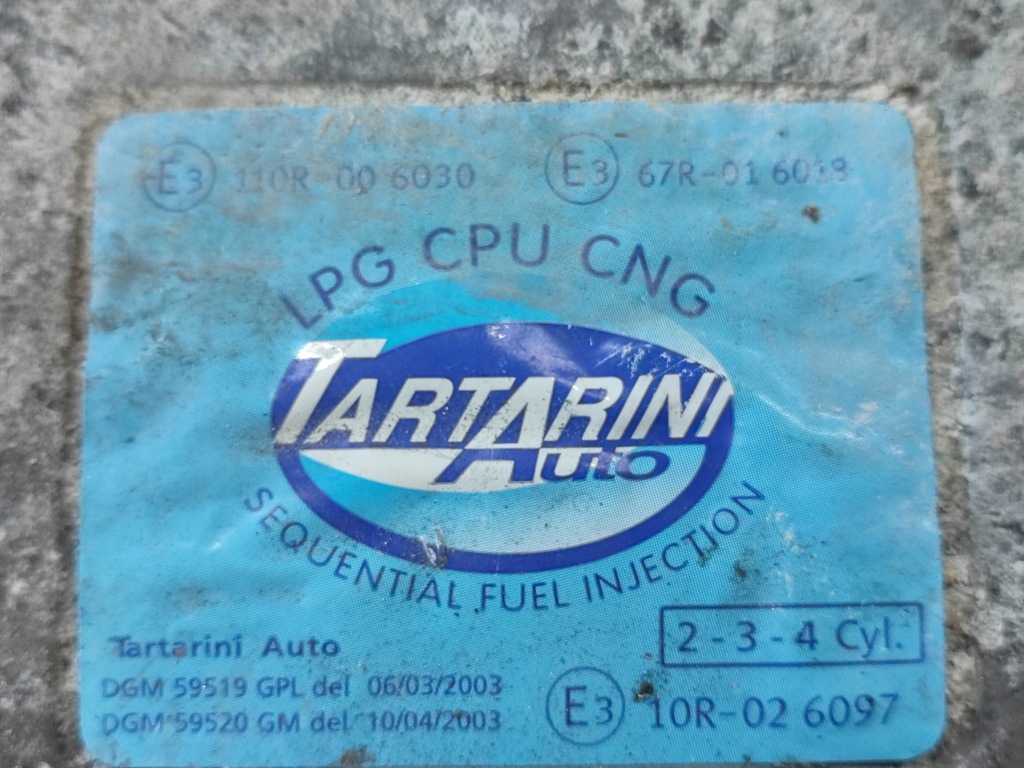 E3 110R-00 6030 E3 67R-01 6018
LPG CPU CNG
TARTARINI
AUTO
SEQUENTIAL FUEL INJECTION
2-3-4 Cyl.
Tartarini Auto
DGM 59519 GPL del 06/03/2003
DGM 59520 GM del 10/04/2003
E3 10R-02 6097